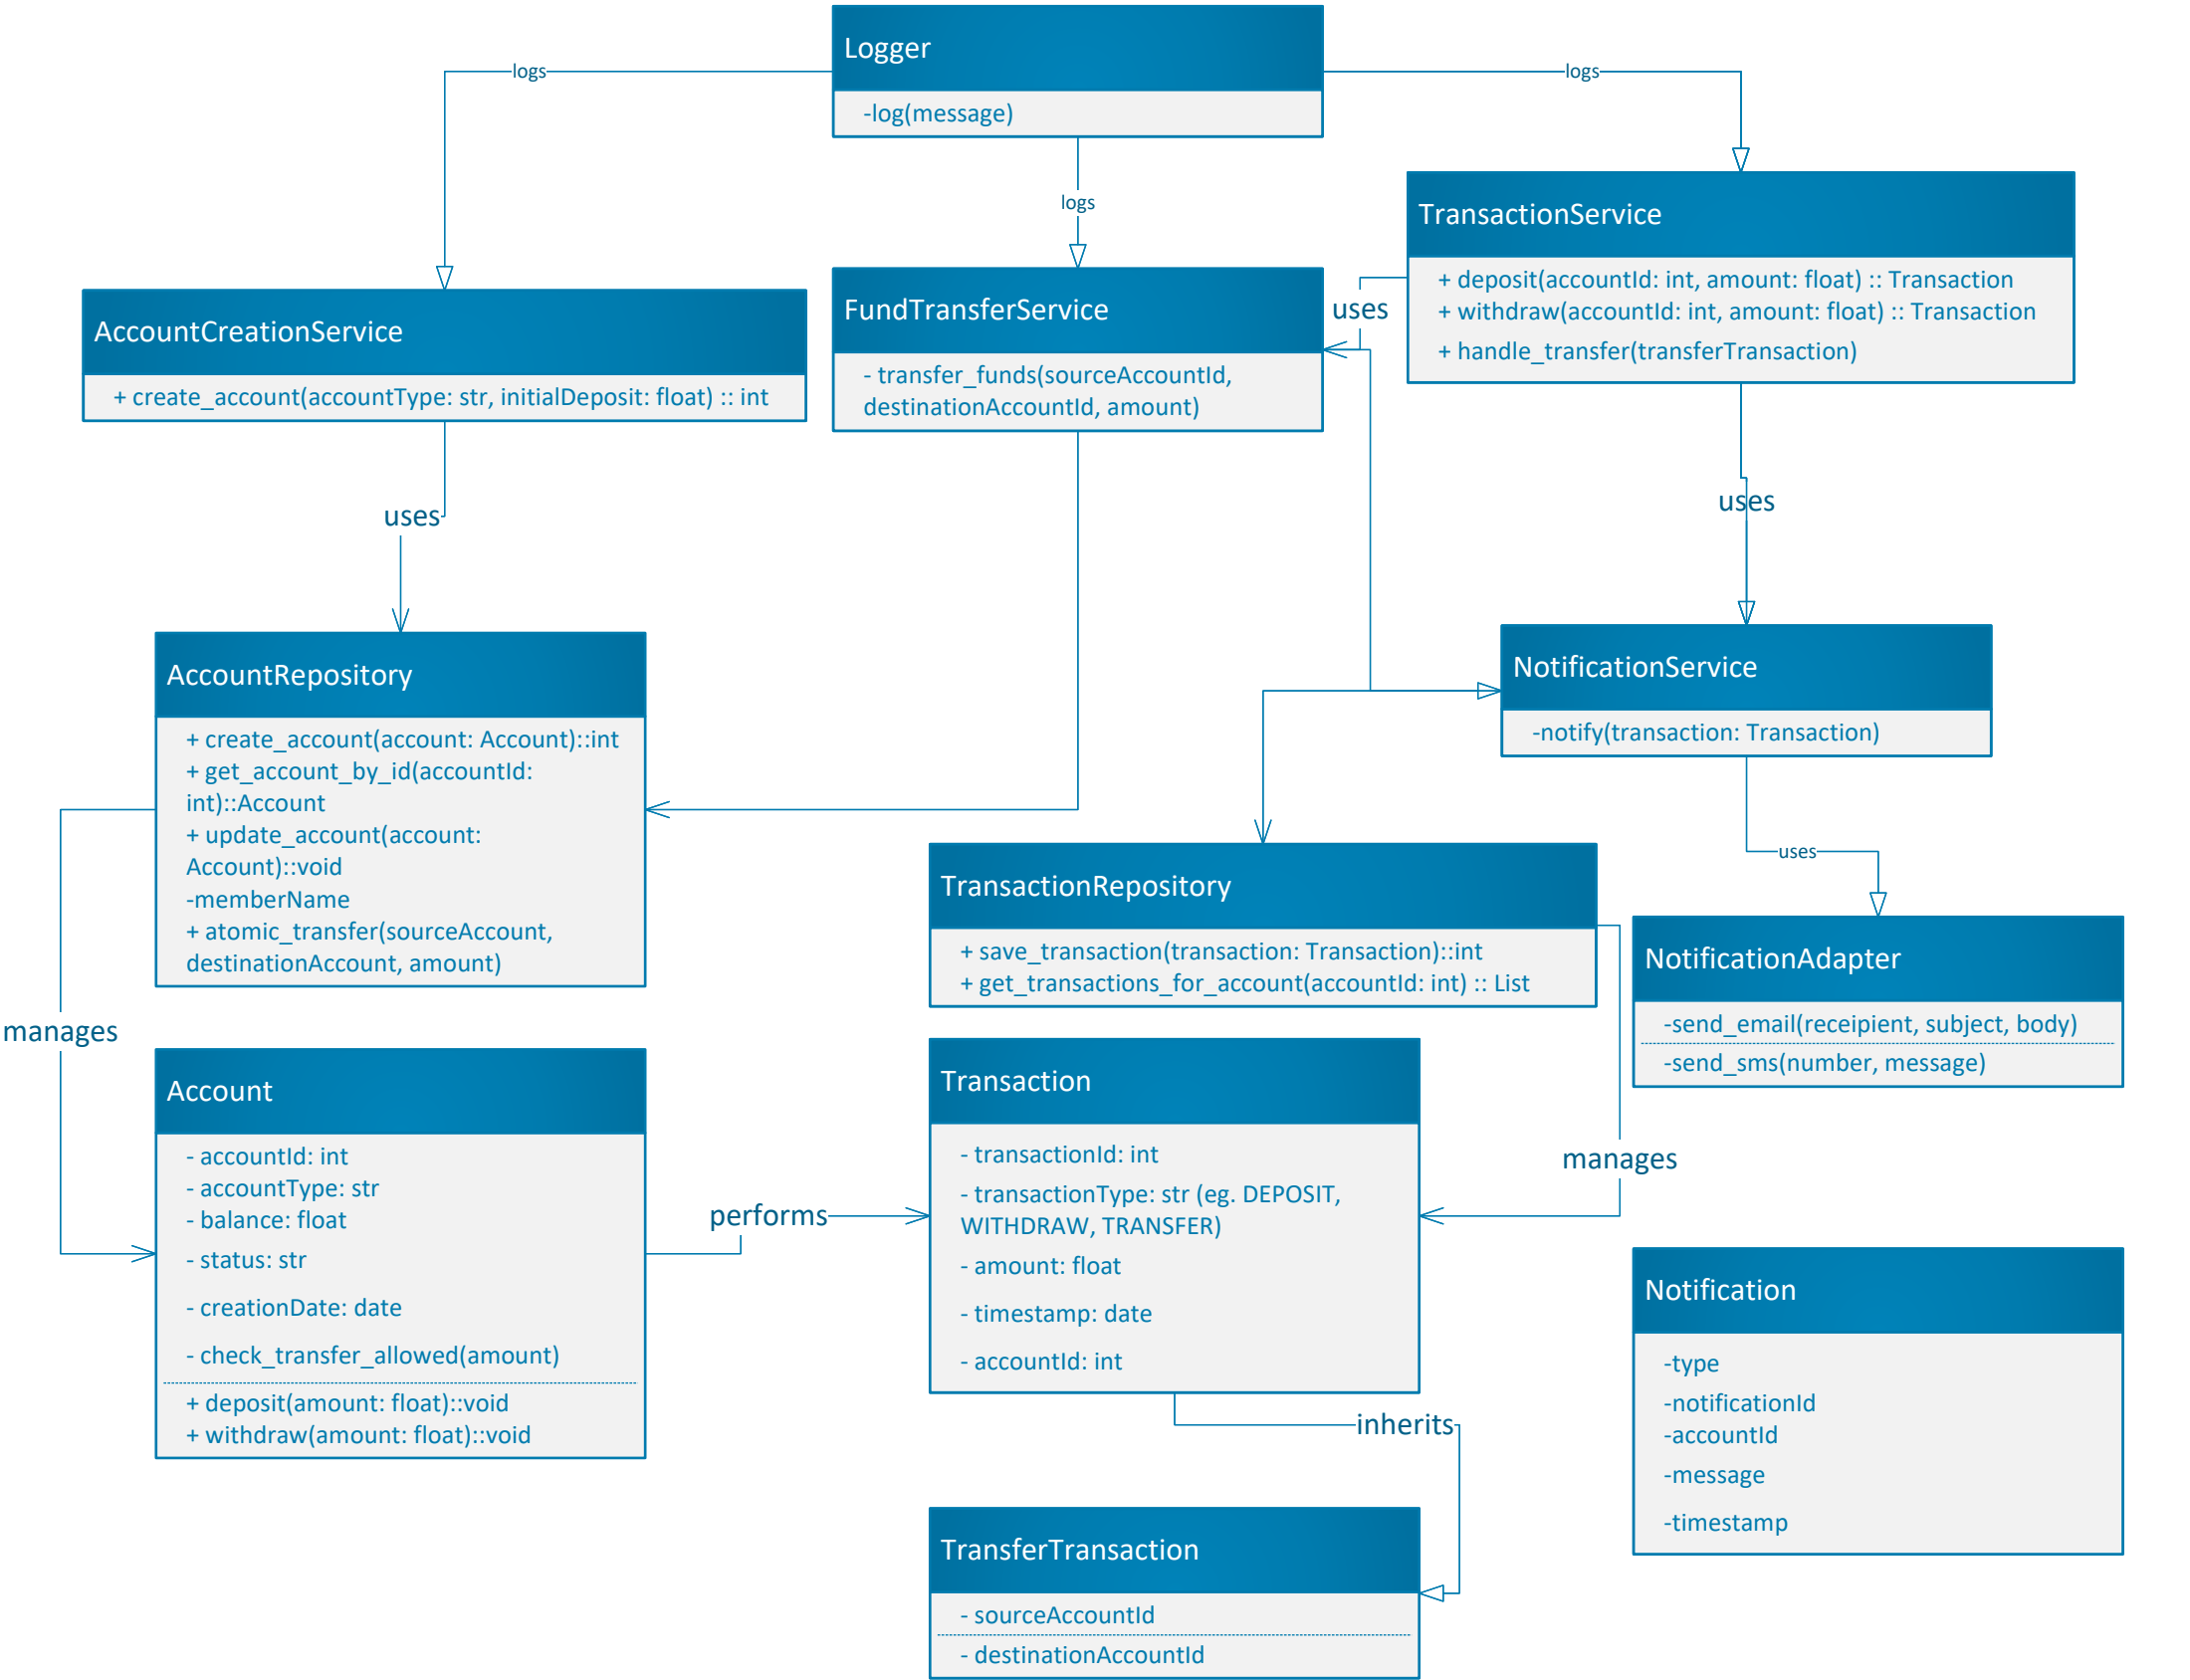 Logger
-log(message)
logs
logs
logs
TransactionService
+ deposit(accountId: int, amount: float) :: Transaction
+ withdraw(accountId: int, amount: float) :: Transaction
+ handle_transfer(transferTransaction)
AccountCreationService
+ create_account(accountType: str, initialDeposit: float) :: int
FundTransferService
- transfer_funds(sourceAccountId,
destinationAccountId, amount)
uses
uses
uses
AccountRepository
+ create_account(account: Account)::int
+ get_account_by_id(accountId:
int)::Account
+ update_account(account:
Account)::void
-memberName
+ atomic_transfer(sourceAccount,
destinationAccount, amount)
NotificationService
-notify(transaction: Transaction)
uses
TransactionRepository
+ save_transaction(transaction: Transaction)::int
+ get_transactions_for_account(accountId: int) :: List
NotificationAdapter
-send_email(receipient, subject, body)
-send_sms(number, message)
manages
Account
- accountId: int
- accountType: str
- balance: float
- status: str
- creationDate: date
- check_transfer_allowed(amount)
+ deposit(amount: float)::void
+ withdraw(amount: float)::void
performs
Transaction
- transactionId: int
- transactionType: str (eg. DEPOSIT,
WITHDRAW, TRANSFER)
- amount: float
- timestamp: date
- accountId: int
manages
Notification
-type
-notificationId
-accountId
-message
-timestamp
inherits
TransferTransaction
- sourceAccountId
- destinationAccountId